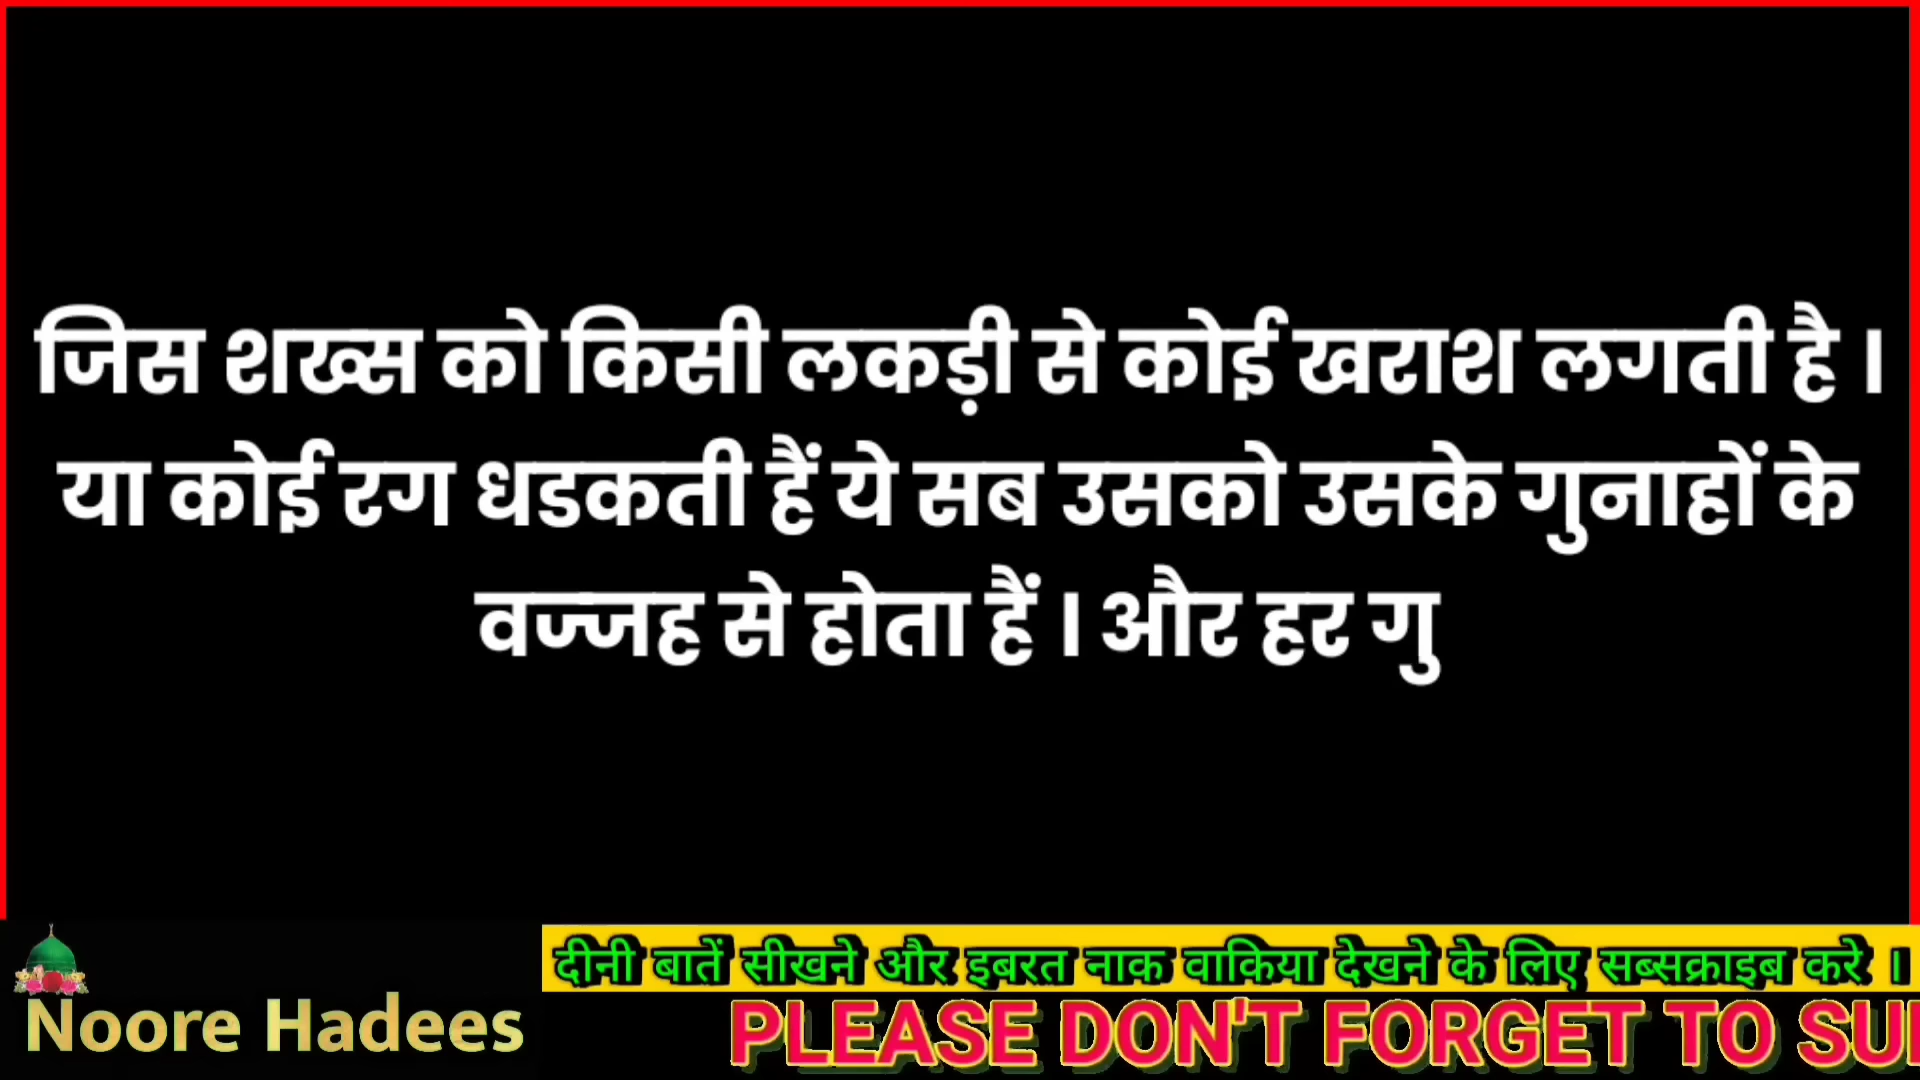 जिस शख्स को किसी लकड़ी से कोई खराश लगती है ।
या कोई रग धडकती हैं ये सब उसको उसके गुनाहों के
वज्जह से होता हैं । और हर गु
दीनी बातें सीखने और इबरत नाक वाकिया देखने के लिए सब्सक्राइब करे ।
Noore Hadees
PLEASE DON'T FORGET TO SU